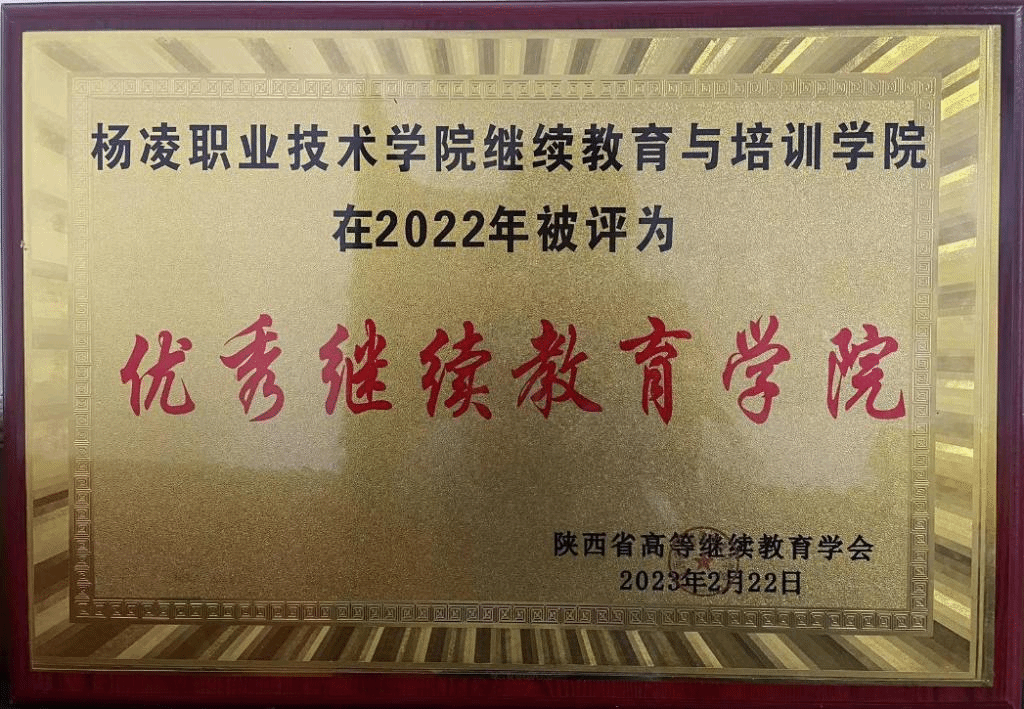 杨凌职业技术学院继续教育与培训学院
在2022年被评为
优秀继续教育学院
陕西省高等继续教育学会
2023年2月22日